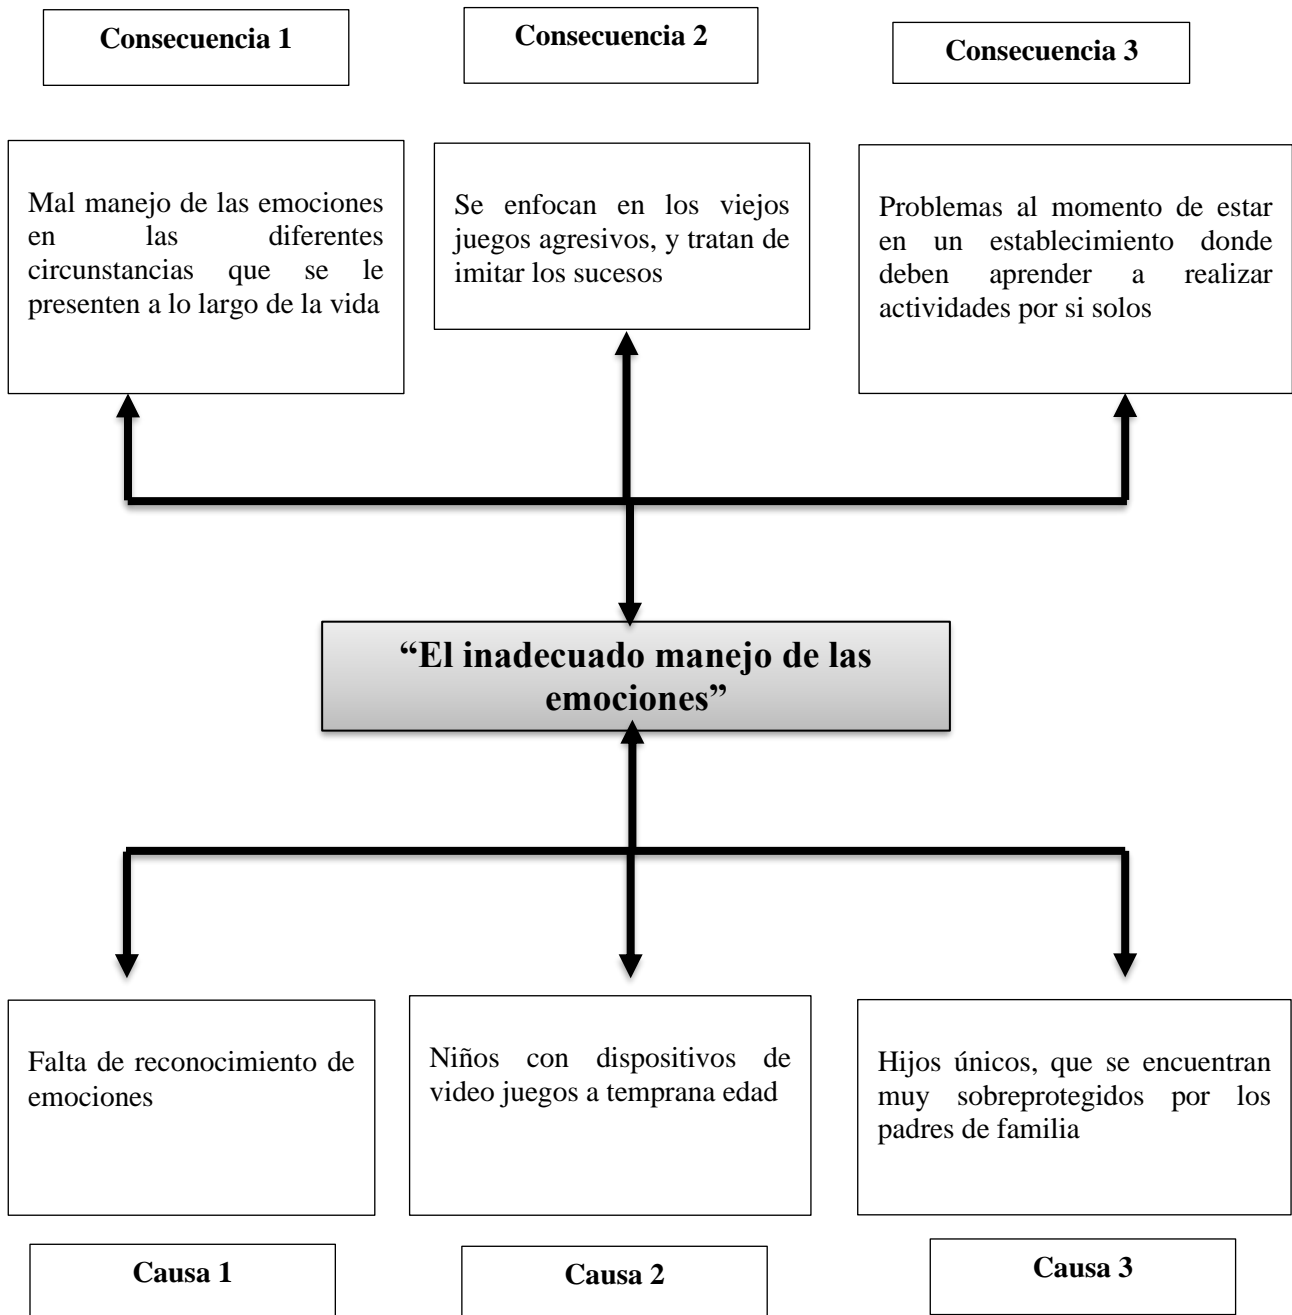 Consecuencia 1
Consecuencia 2
Consecuencia 3
Mal manejo de las emociones
en las diferentes
circunstancias que se le
presenten a lo largo de la vida
Se enfocan en los viejos
juegos agresivos, y tratan de
imitar los sucesos
Problemas al momento de estar
en un establecimiento donde
deben aprender a realizar
actividades por si solos
“El inadecuado manejo de las
emociones”
Falta de reconocimiento de
emociones
Niños con dispositivos de
video juegos a temprana edad
Hijos únicos, que se encuentran
muy sobreprotegidos por los
padres de familia
Causa 1
Causa 2
Causa 3